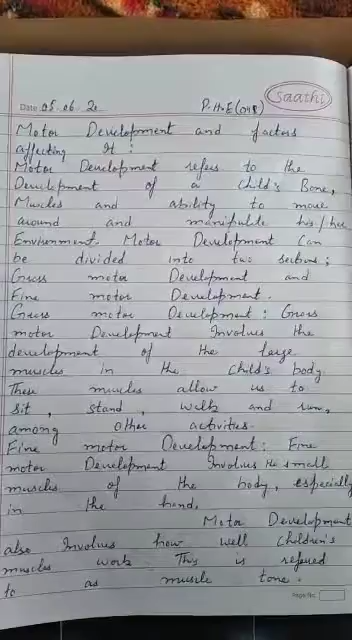 Saathi
Date 05.06.20
P.H.E(048)
Motor Development and factors
affecting it :
Motor Development refers to the
Development of a Child's Bone,
Muscles and ability to move
around and manipulate his/her
Environment. Motor Development Can
be divided into two sections;
Gross motor Development and
Fine motor Development.
Gross motor Development : Gross
motor Development Involves the
development of the large
muscles in the child's body.
These muscles allow us to
sit, stand, walk and run,
among other activities.
Fine motor Development: Fine
motor Development Involves the small
muscles of the body, especially
in the hand.
Motor Development
also Involves how well children's
muscles work. This is refered
to as muscle tone.
Page No.